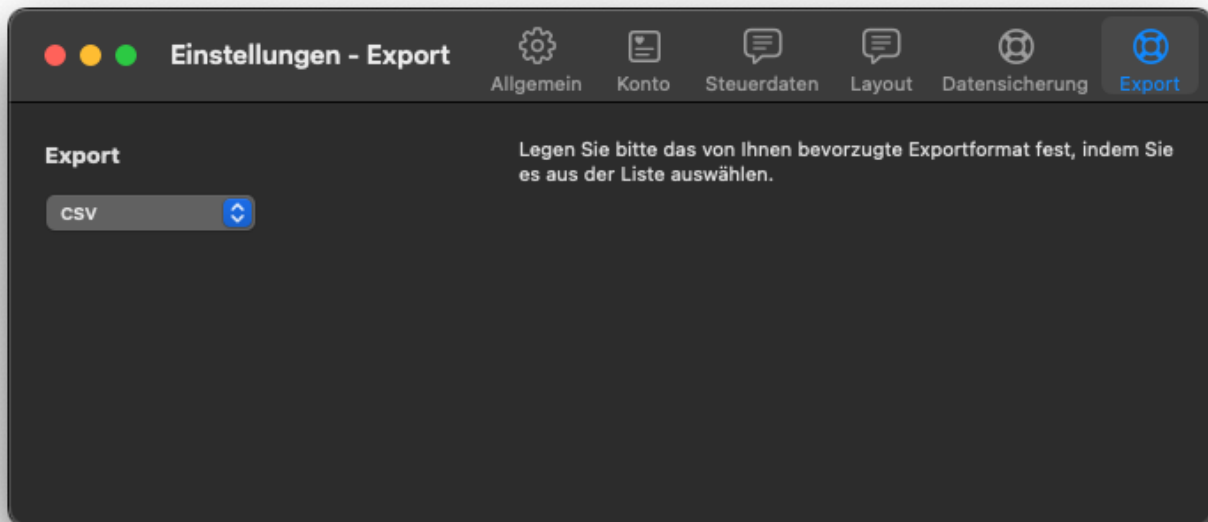 Einstellungen - Export
Allgemein
Konto
Steuerdaten
Layout
Datensicherung
Export
Export
Legen Sie bitte das von Ihnen bevorzugte Exportformat fest, indem Sie
es aus der Liste auswählen.
CSV